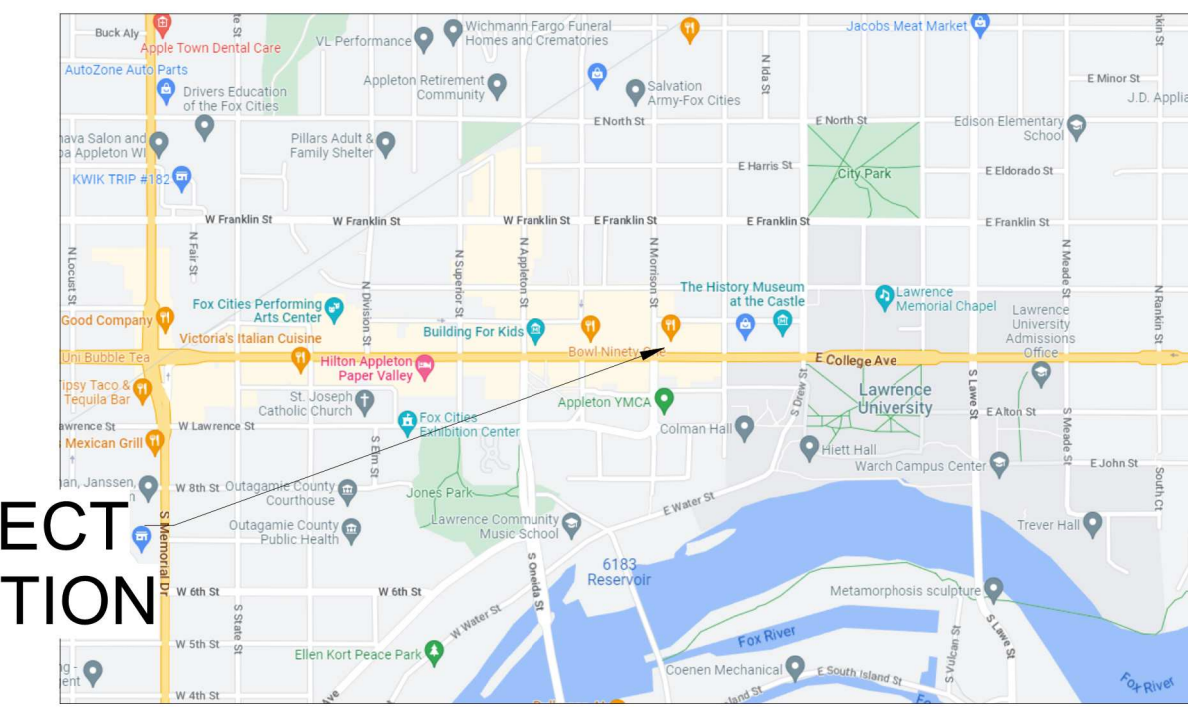 Buck Aly
Apple Town Dental Care
AutoZone Auto Parts
Drivers Education
of the Fox Cities
VL Performance
Wichmann Fargo Funeral
Homes and Crematories
Appleton Retirement
Community
Salvation
Army-Fox Cities
N Ida St
Jacobs Meat Market
E Minor St
J.D. Applia
Pillars Adult &
Family Shelter
E North St
E North St
Edison Elementary
School
KWIK TRIP #182
E Harris St
City Park
E Eldorado St
W Franklin St
W Franklin St
W Franklin St
E Franklin St
E Franklin St
E Franklin St
N Locust St
N Fair St
N Division St
N Superior St
N Appleton St
N Morrison St
N Meade St
N Rankin St
Fox Cities Performing
Arts Center
Good Company
Victoria's Italian Cuisine
Building For Kids
The History Museum
at the Castle
Lawrence
Memorial Chapel
Lawrence
University
Admissions
Office
Uni Bubble Tea
Hilton Appleton
Paper Valley
Bowl Ninety One
E College Ave
Tipsy Taco &
Tequila Bar
St. Joseph
Catholic Church
Appleton YMCA
Colman Hall
S Drew St
Lawrence
University
S Lawe St
E Alton St
S Meade St
W Lawrence St
Fox Cities
Exhibition Center
Mexican Grill
S Elm St
Hiett Hall
Warch Campus Center
E John St
South Ct
W 8th St
Outagamie County
Courthouse
Jones Park
E Water St
Outagamie County
Public Health
Lawrence Community
Music School
Trever Hall
ECT
TION
S Memorial Dr
S Oneida St
6183
Reservoir
Metamorphosis sculpture
W 6th St
W 6th St
S State St
W Water St
W 5th St
Ellen Kort Peace Park
Fox River
S Vulcan St
S Lawe St
Coenen Mechanical
E South Island St
Fox River
W 4th St
Ave
land St